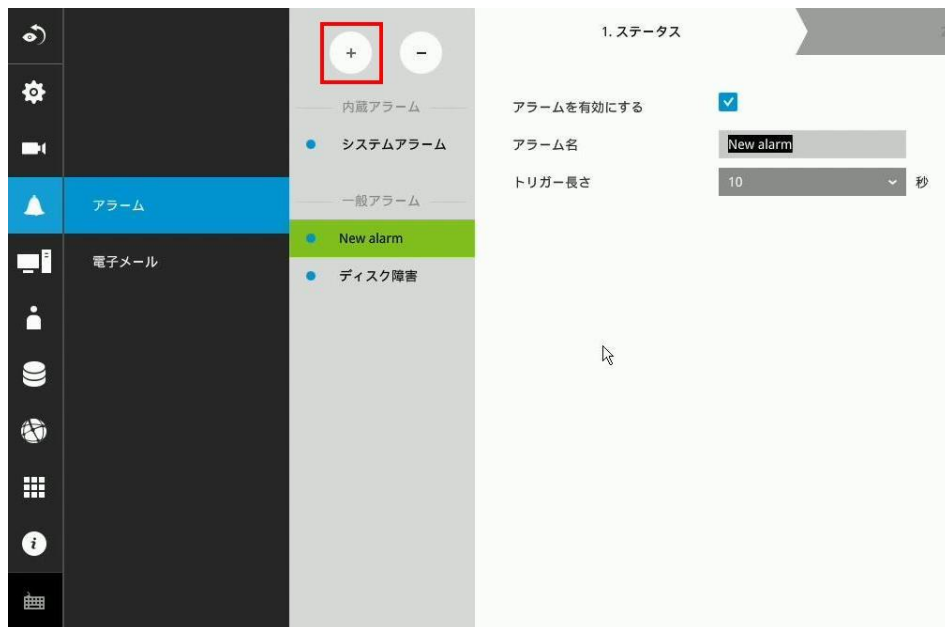 アラーム
電子メール
+
-
内蔵アラーム
システムアラーム
一般アラーム
New alarm
ディスク障害
1. ステータス
アラームを有効にする
アラーム名
New alarm
トリガー長さ
10
秒